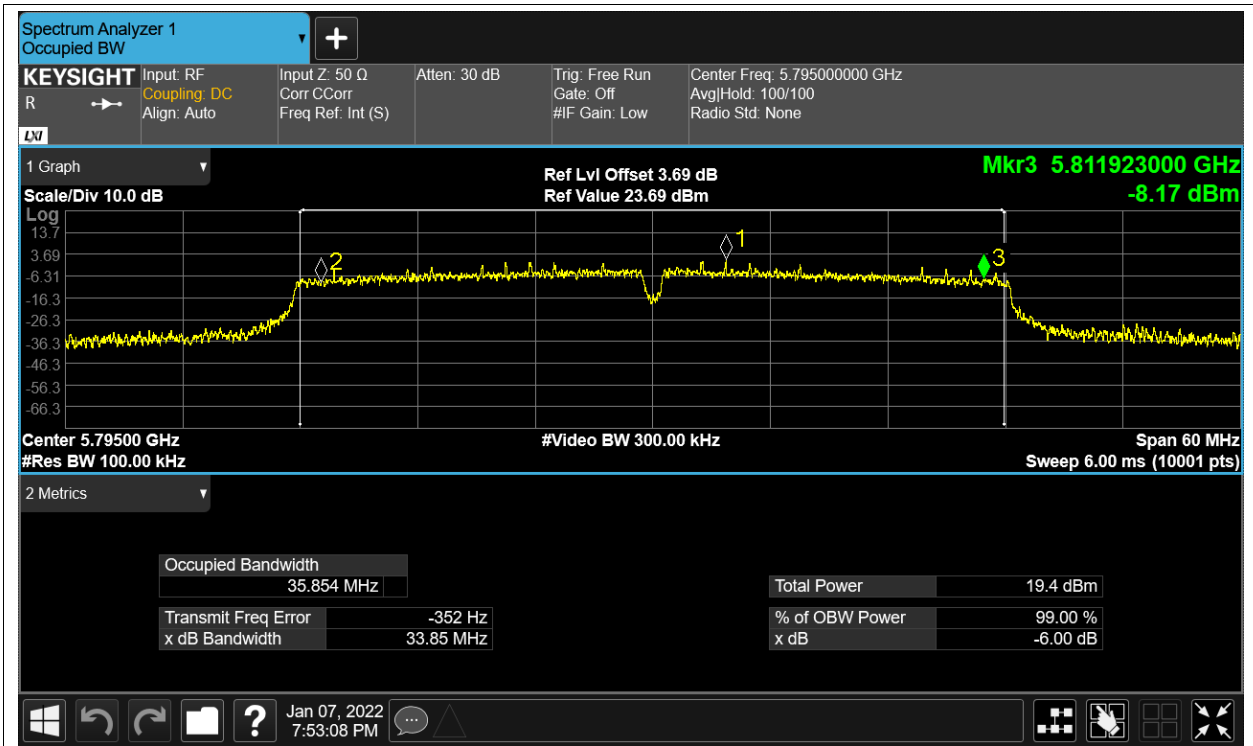 Spectrum Analyzer 1
Occupied BW
KEYSIGHT
R
LXI
Input: RF
Coupling: DC
Align: Auto
Input Z: 50 Ω
Corr CCorr
Freq Ref: Int (S)
Atten: 30 dB
Trig: Free Run
Gate: Off
#IF Gain: Low
Center Freq: 5.795000000 GHz
Avg|Hold: 100/100
Radio Std: None
1 Graph
Scale/Div 10.0 dB
Ref Lvl Offset 3.69 dB
Ref Value 23.69 dBm
Mkr3 5.811923000 GHz
-8.17 dBm
Log
13.7
3.69
-6.31
-16.3
-26.3
-36.3
-46.3
-56.3
-66.3
2
1
3
Center 5.79500 GHz
#Video BW 300.00 kHz
Span 60 MHz
#Res BW 100.00 kHz
Sweep 6.00 ms (10001 pts)
2 Metrics
Occupied Bandwidth
35.854 MHz
Total Power 19.4 dBm
Transmit Freq Error -352 Hz
% of OBW Power 99.00 %
x dB Bandwidth 33.85 MHz
x dB -6.00 dB
?
Jan 07, 2022
7:53:08 PM